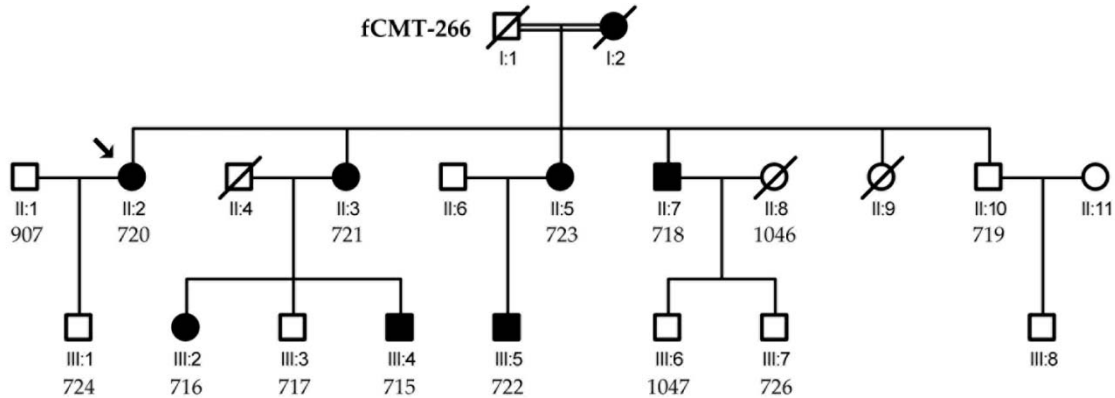 fCMT-266
I:1 I:2
II:1 II:2 II:4 II:3 II:6 II:5 II:7 II:8 II:9 II:10 II:11
907 720 721 723 718 1046 719
III:1 III:2 III:3 III:4 III:5 III:6 III:7 III:8
724 716 717 715 722 1047 726